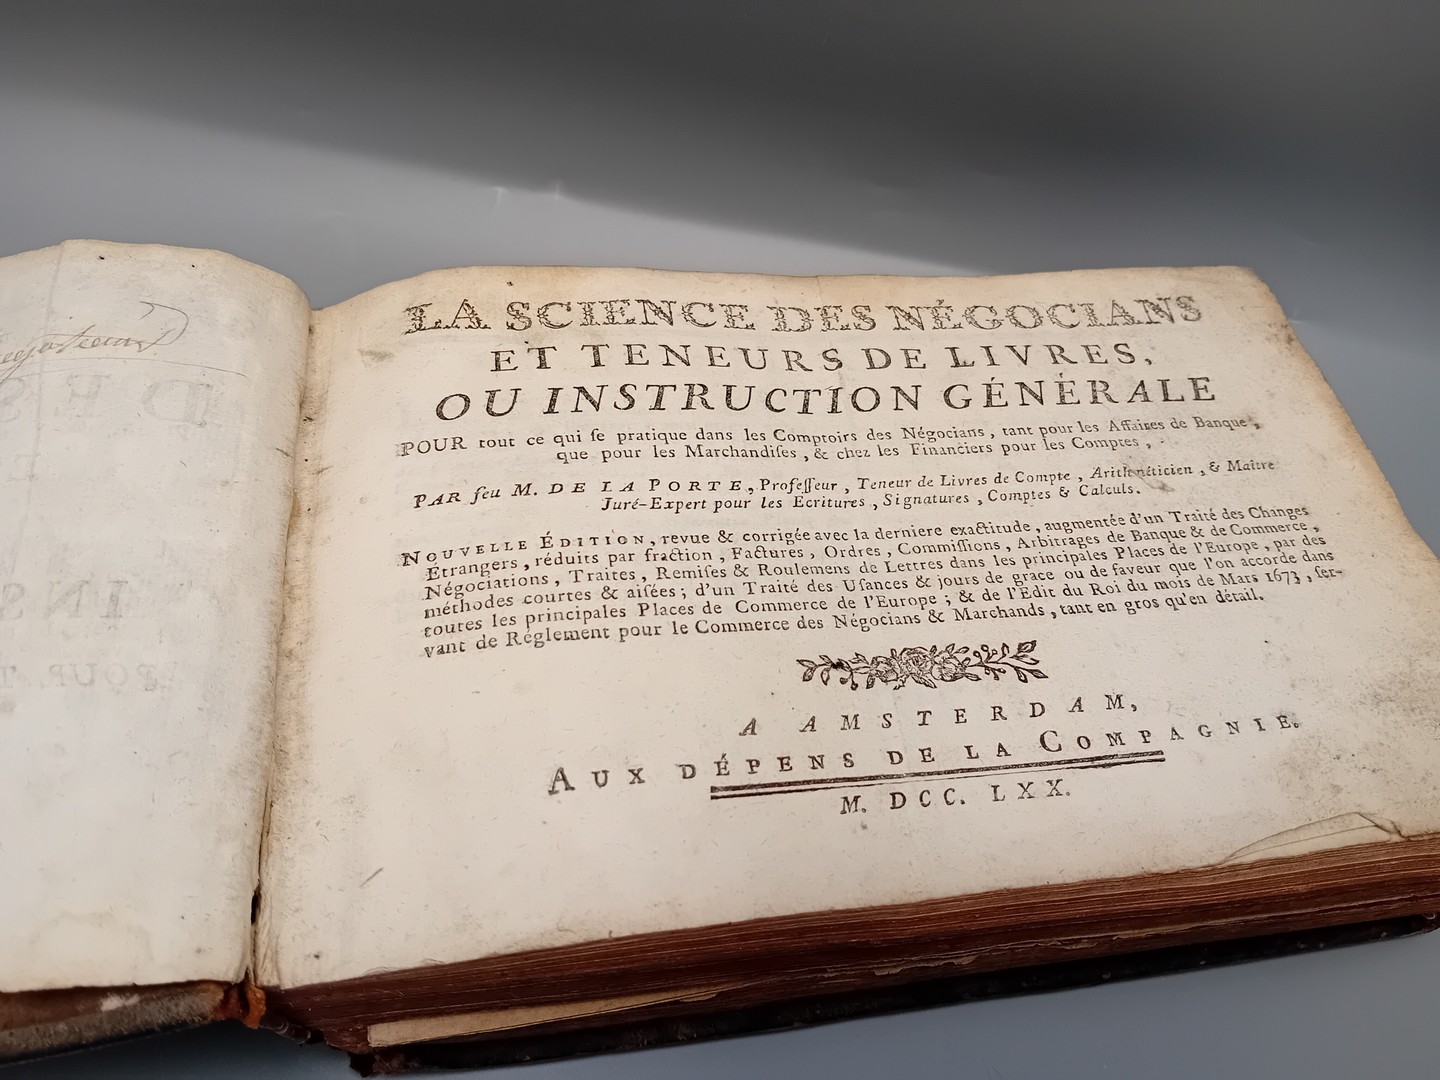 LA SCIENCE DES NÉGOCIANS
ET TENEURS DE LIVRES,
OU INSTRUCTION GÉNÉRALE
POUR tout ce qui ſe pratique dans les Comptoirs des Négocians, tant pour les Affaires de Banque,
que pour les Marchandiſes, & chez les Financiers pour les Comptes,
PAR feu M. DE LA PORTE, Profeſſeur, Teneur de Livres de Compte, Arithméticien, & Maître
Juré-Expert pour les Ecritures, Signatures, Comptes & Calculs.
NOUVELLE ÉDITION, revue & corrigée avec la derniere exactitude, augmentée d'un Traité des Changes
Étrangers, réduits par fraction, Factures, Ordres, Commiſſions, Arbitrages de Banque & de Commerce,
Négociations, Traites, Remiſes & Roulemens de Lettres dans les principales Places de l'Europe, par des
méthodes courtes & aiſées; d'un Traité des Uſances & jours de grace ou de faveur que l'on accorde dans
toutes les principales Places de Commerce de l'Europe; & de l'Édit du Roi du mois de Mars 1673, ſer-
vant de Réglement pour le Commerce des Négocians & Marchands, tant en gros qu'en détail.
A AMSTERDAM,
AUX DÉPENS DE LA COMPAGNIE.
M. DCC. LXX.